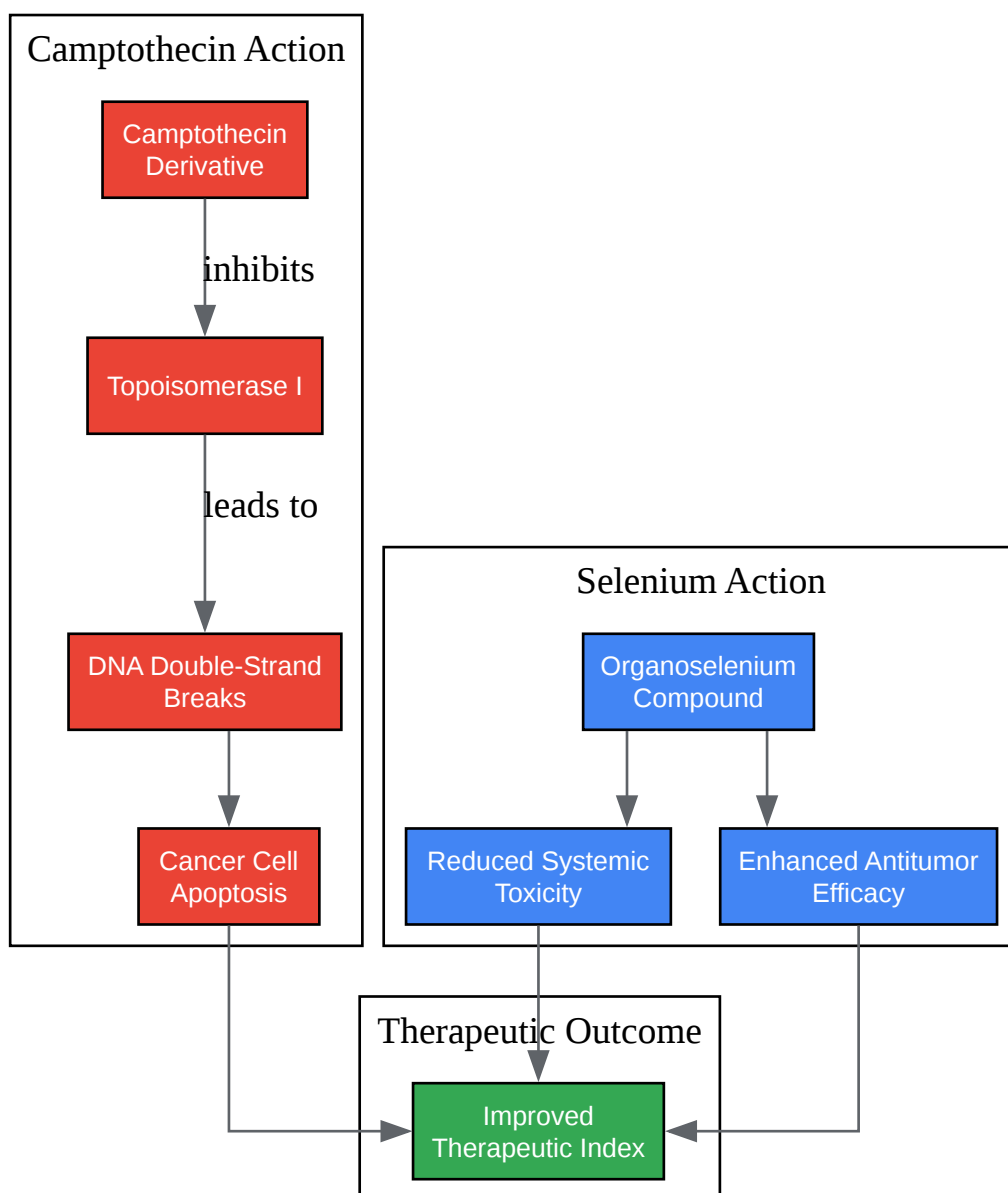 Camptothecin Action
Camptothecin
Derivative
inhibits
Topoisomerase I
leads to
DNA Double-Strand
Breaks
Cancer Cell
Apoptosis
Selenium Action
Organoselenium
Compound
Reduced Systemic
Toxicity
Enhanced Antitumor
Efficacy
Therapeutic Outcome
Improved
Therapeutic Index